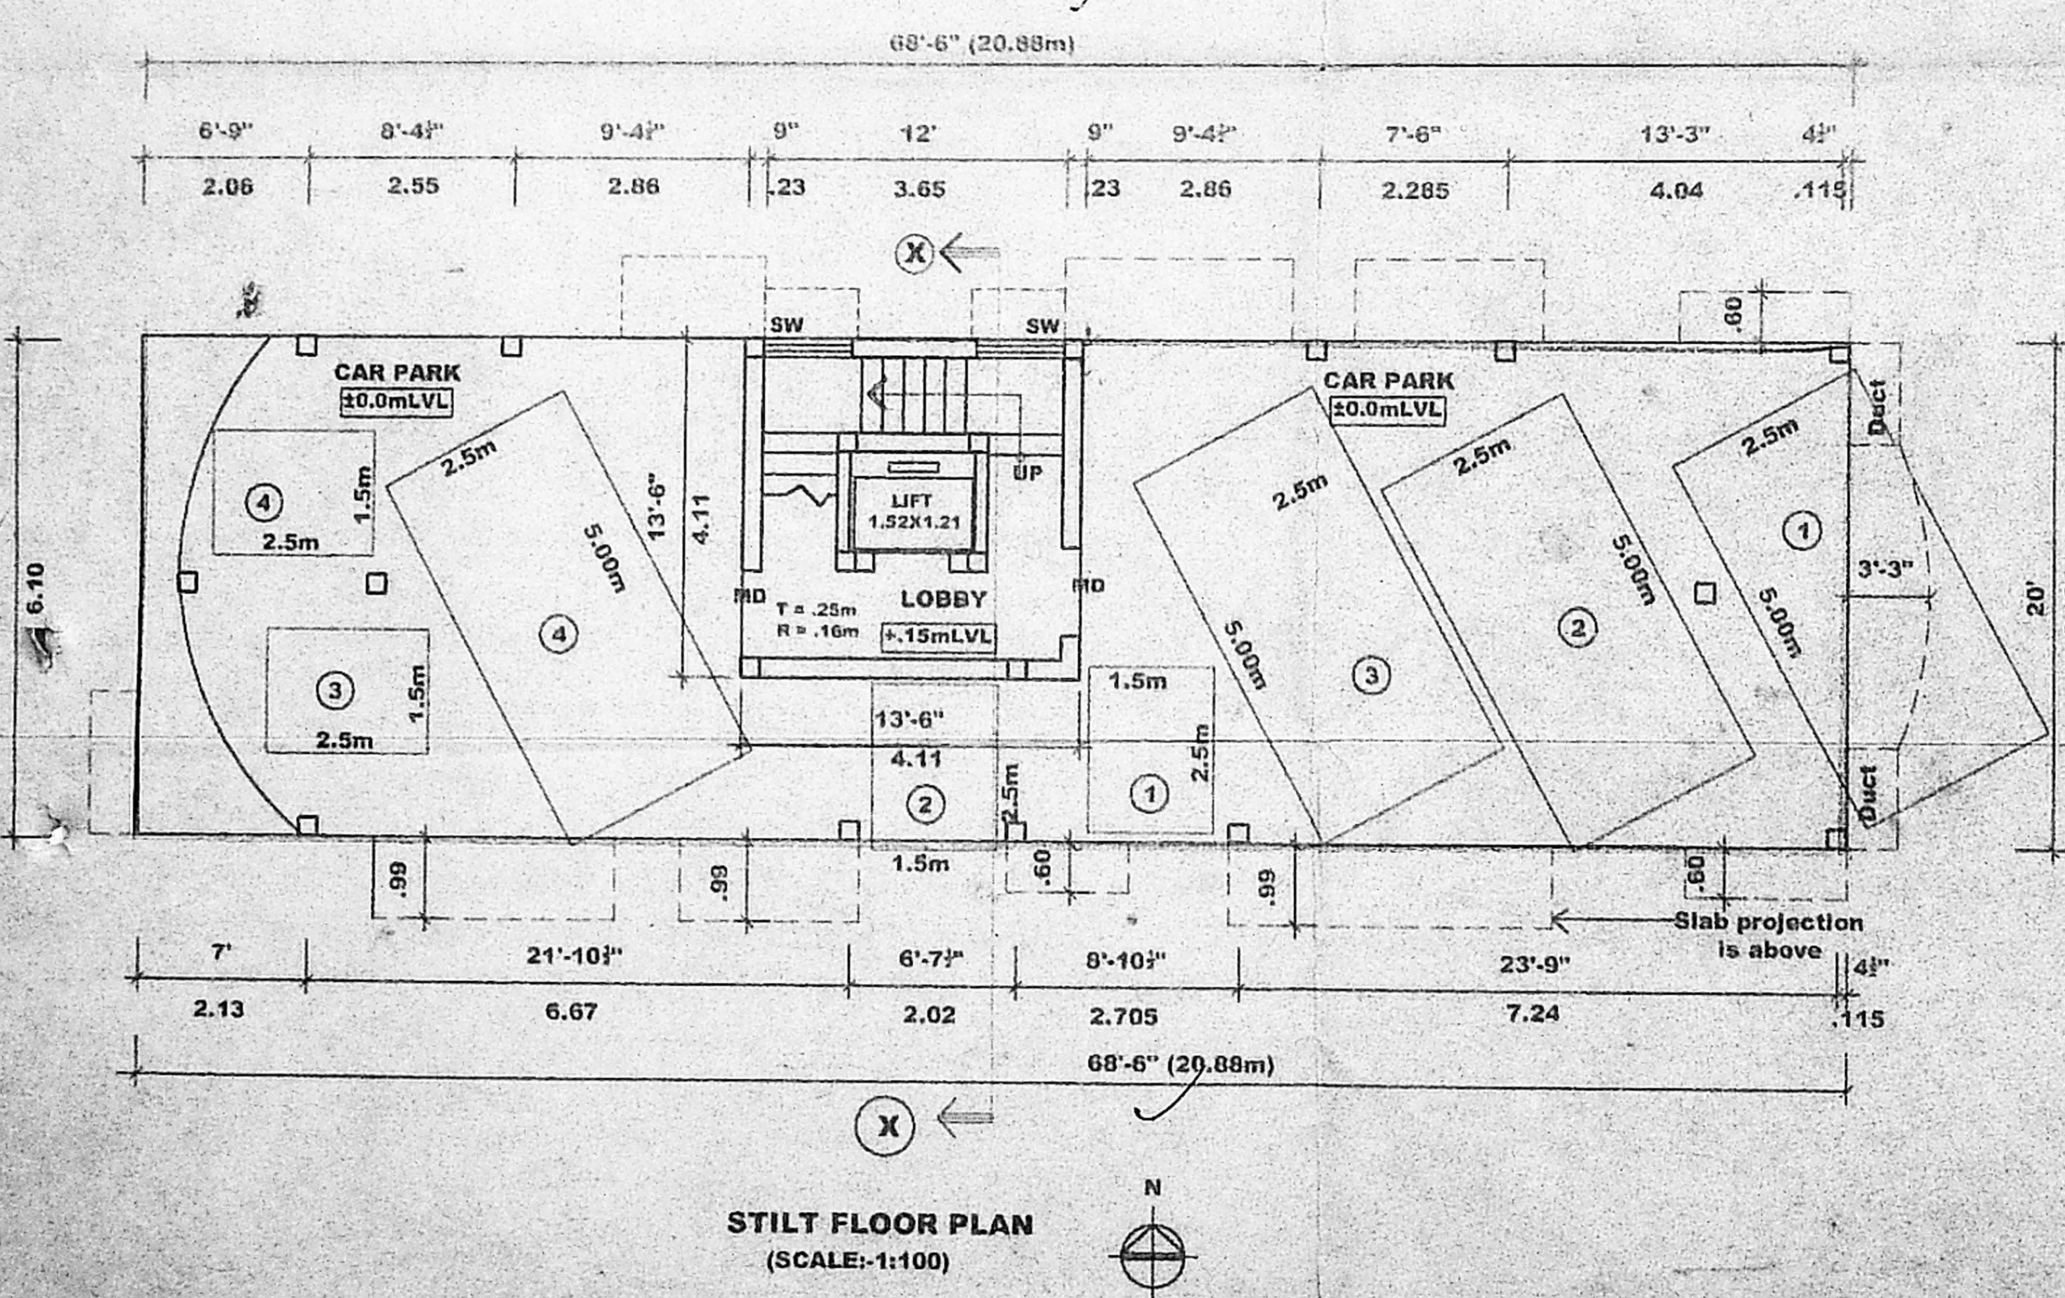 68'-6" (20.88m)
6'-9" 8'-4½" 9'-4½" 9" 12' 9" 9'-4½" 7'-6" 13'-3" 4½"
2.06 2.55 2.86 .23 3.65 .23 2.86 2.285 4.04 .115
X
.60
SW SW
CAR PARK
±0.0mLVL
CAR PARK
±0.0mLVL
Duct
2.5m
2.5m
2.5m
2.5m
UP
4
1.5m
2.5m
13'-6"
4.11
LIFT
1.52X1.21
1
5.00m
5.00m
3'-3"
6.10
20'
MD
MD
T = .25m
R = .16m
LOBBY
+.15mLVL
4
2
5.00m
5.00m
3
1.5m
2.5m
3
1.5m
2.5m
1
13'-6"
4.11
2
2.5m
1.5m
Duct
.99
.99
.60
.99
.60
Slab projection
is above
7' 21'-10½" 6'-7½" 8'-10½" 23'-9" 4½"
2.13 6.67 2.02 2.705 7.24 .115
68'-6" (20.88m)
X
N
STILT FLOOR PLAN
(SCALE:-1:100)